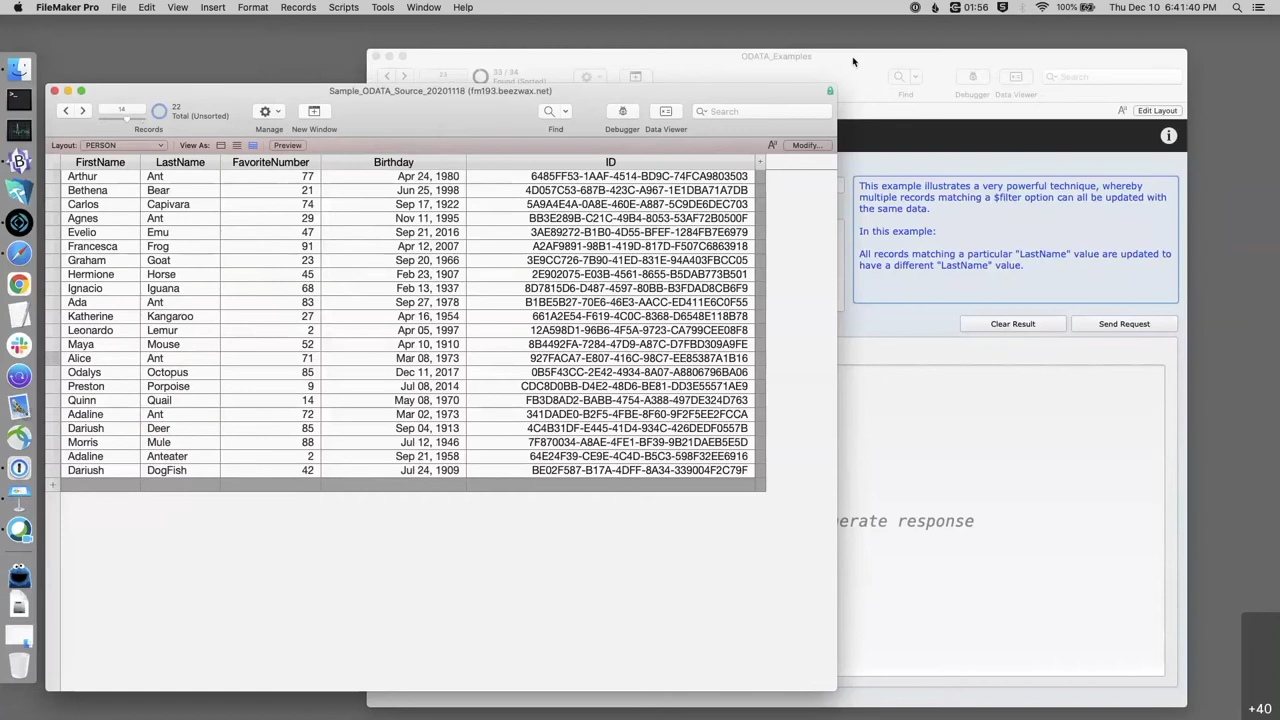 FileMaker Pro File Edit View Insert Format Records Scripts Tools Window Help 01:56 100% Thu Dec 10 6:41:40 PM
ODATA_Examples
23 33 / 34
Found (Sorted)
Search
Find Debugger Data Viewer
Edit Layout
Sample_ODATA_Source_20201118 (fm193.beezwax.net)
14 22
Total (Unsorted)
Search
Records Manage New Window Find Debugger Data Viewer
Layout: PERSON View As: Preview Modify...
FirstName LastName FavoriteNumber Birthday ID
Arthur Ant 77 Apr 24, 1980 6485FF53-1AAF-4514-BD9C-74FCA9803503
Bethena Bear 21 Jun 25, 1998 4D057C53-687B-423C-A967-1E1DBA71A7DB
Carlos Capivara 74 Sep 17, 1922 5A9A4E4A-0A8E-460E-A887-5C9DE6DEC703
Agnes Ant 29 Nov 11, 1995 BB3E289B-C21C-49B4-8053-53AF72B0500F
Evelio Emu 47 Sep 21, 2016 3AE89272-B1B0-4D55-BFEF-1284FB7E6979
Francesca Frog 91 Apr 12, 2007 A2AF9891-98B1-419D-817D-F507C6863918
Graham Goat 23 Sep 20, 1966 3E9CC726-7B90-41ED-831E-94A403FBCC05
Hermione Horse 45 Feb 23, 1907 2E902075-E03B-4561-8655-B5DAB773B501
Ignacio Iguana 68 Feb 13, 1937 8D7815D6-D487-4597-80BB-F3DFD1AB6B9F
Ada Ant 83 Sep 27, 1978 B1BE5B27-70E6-46E3-AACC-ED411E6C0F55
Katherine Kangaroo 27 Apr 16, 1954 661A2E54-F619-4C0C-8368-D6548E118B78
Leonardo Lemur 2 Apr 05, 1997 12A598D1-96B6-4F5A-9723-CA799CEE08F8
Maya Mouse 52 Apr 10, 1910 8B4492FA-7284-47D9-A87C-D7FBD309A9FE
Alice Ant 71 Mar 08, 1973 927FACA7-E807-416C-98C7-EE85387A1B16
Odalys Octopus 85 Dec 11, 2017 0B5F43CC-2E42-4934-8A07-A8806796BA06
Preston Porpoise 9 Jul 08, 2014 CDC8D0BB-D4E2-48D6-BE81-DD3E55571AE9
Quinn Quail 14 May 08, 1970 FB3D8AD2-BABB-4754-A388-497DE324D763
Adaline Ant 72 Mar 02, 1973 341DADE0-B2F5-4FBE-8F60-9F2F5EE2FCCA
Dariush Deer 85 Sep 04, 1913 4C4B31DF-E459-41D4-934C-426DEDF0557B
Morris Mule 88 Jul 12, 1946 7F870034-A8AE-4FE1-BF39-9B21DAEB5E5D
Adaline Anteater 2 Sep 21, 1958 64E24F39-CE9E-4C4D-B5C3-598F32EE6916
Dariush DogFish 42 Jul 24, 1909 BE02F587-B17A-4DFF-8A34-339004F2C79F
This example illustrates a very powerful technique, whereby
multiple records matching a $filter option can all be updated with
the same data.
In this example:
All records matching a particular "LastName" value are updated to
have a different "LastName" value.
Clear Result Send Request
erate response
+40